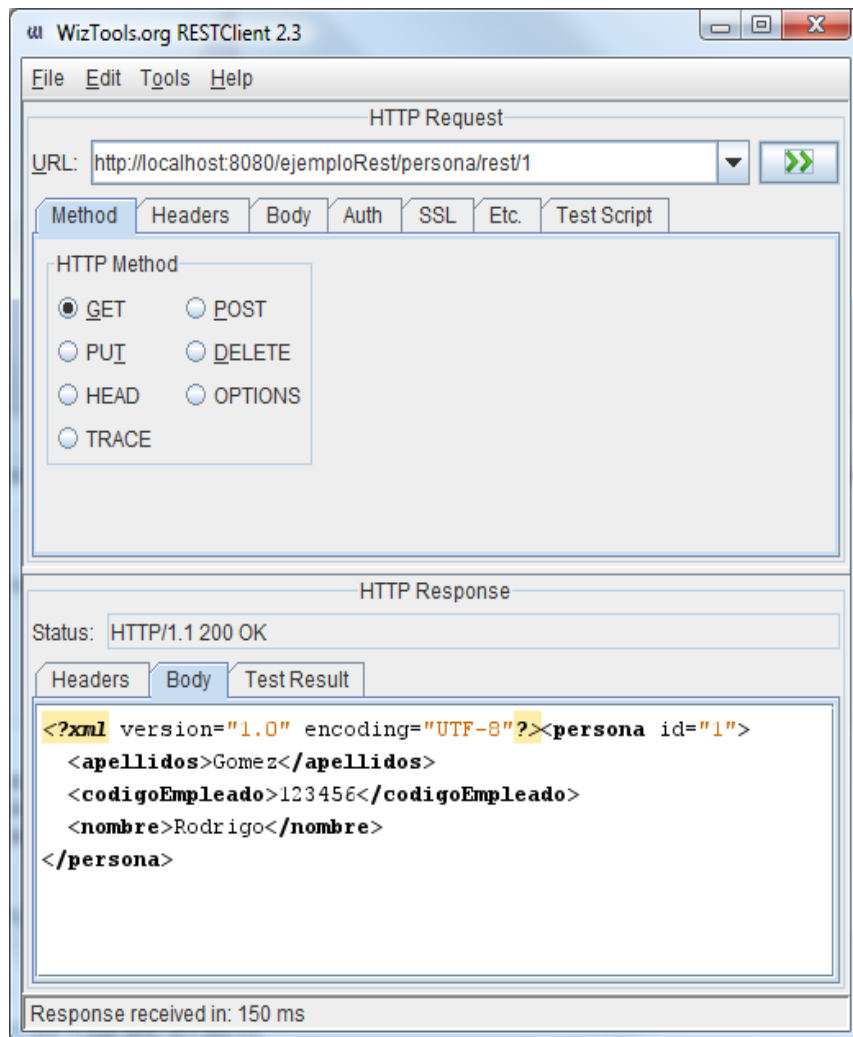 WizTools.org RESTClient 2.3
File Edit Tools Help
HTTP Request
URL: http://localhost:8080/ejemploRest/persona/rest/1
Method Headers Body Auth SSL Etc. Test Script
HTTP Method
GET POST
PUT DELETE
HEAD OPTIONS
TRACE
HTTP Response
Status: HTTP/1.1 200 OK
Headers Body Test Result
<?xml version="1.0" encoding="UTF-8"?><persona id="1">
<apellidos>Gomez</apellidos>
<codigoEmpleado>123456</codigoEmpleado>
<nombre>Rodrigo</nombre>
</persona>
Response received in: 150 ms